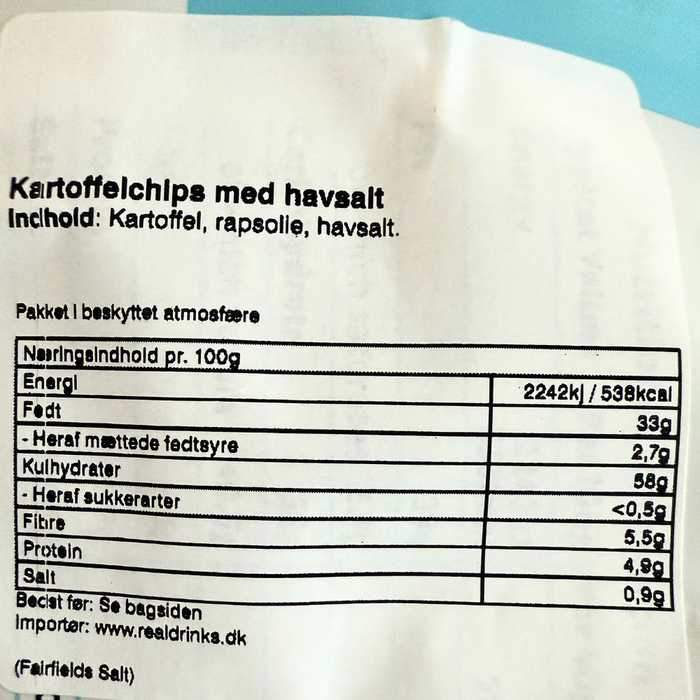 Kartoffelchips med havsalt
Indhold: Kartoffel, rapsolie, havsalt.
Pakket i beskyttet atmosfære
Næringsindhold pr. 100g
Energi 2242kj / 538kcal
Fedt 33g
- Heraf mættede fedtsyre 2,7g
Kulhydrater 58g
- Heraf sukkerarter <0,5g
Fibre 5,5g
Protein 4,9g
Salt 0,9g
Bedst før: Se bagsiden
Importør: www.realdrinks.dk
(Fairfields Salt)